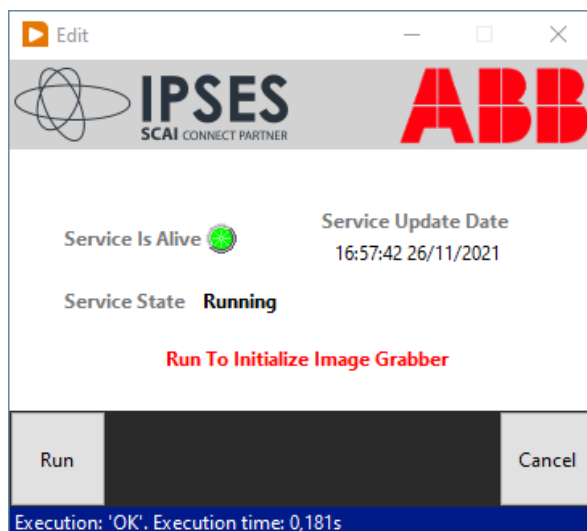 Edit
IPSES
SCAI CONNECT PARTNER
ABB
Service Is Alive
Service Update Date
16:57:42 26/11/2021
Service State Running
Run To Initialize Image Grabber
Run
Cancel
Execution: 'OK'. Execution time: 0,181s